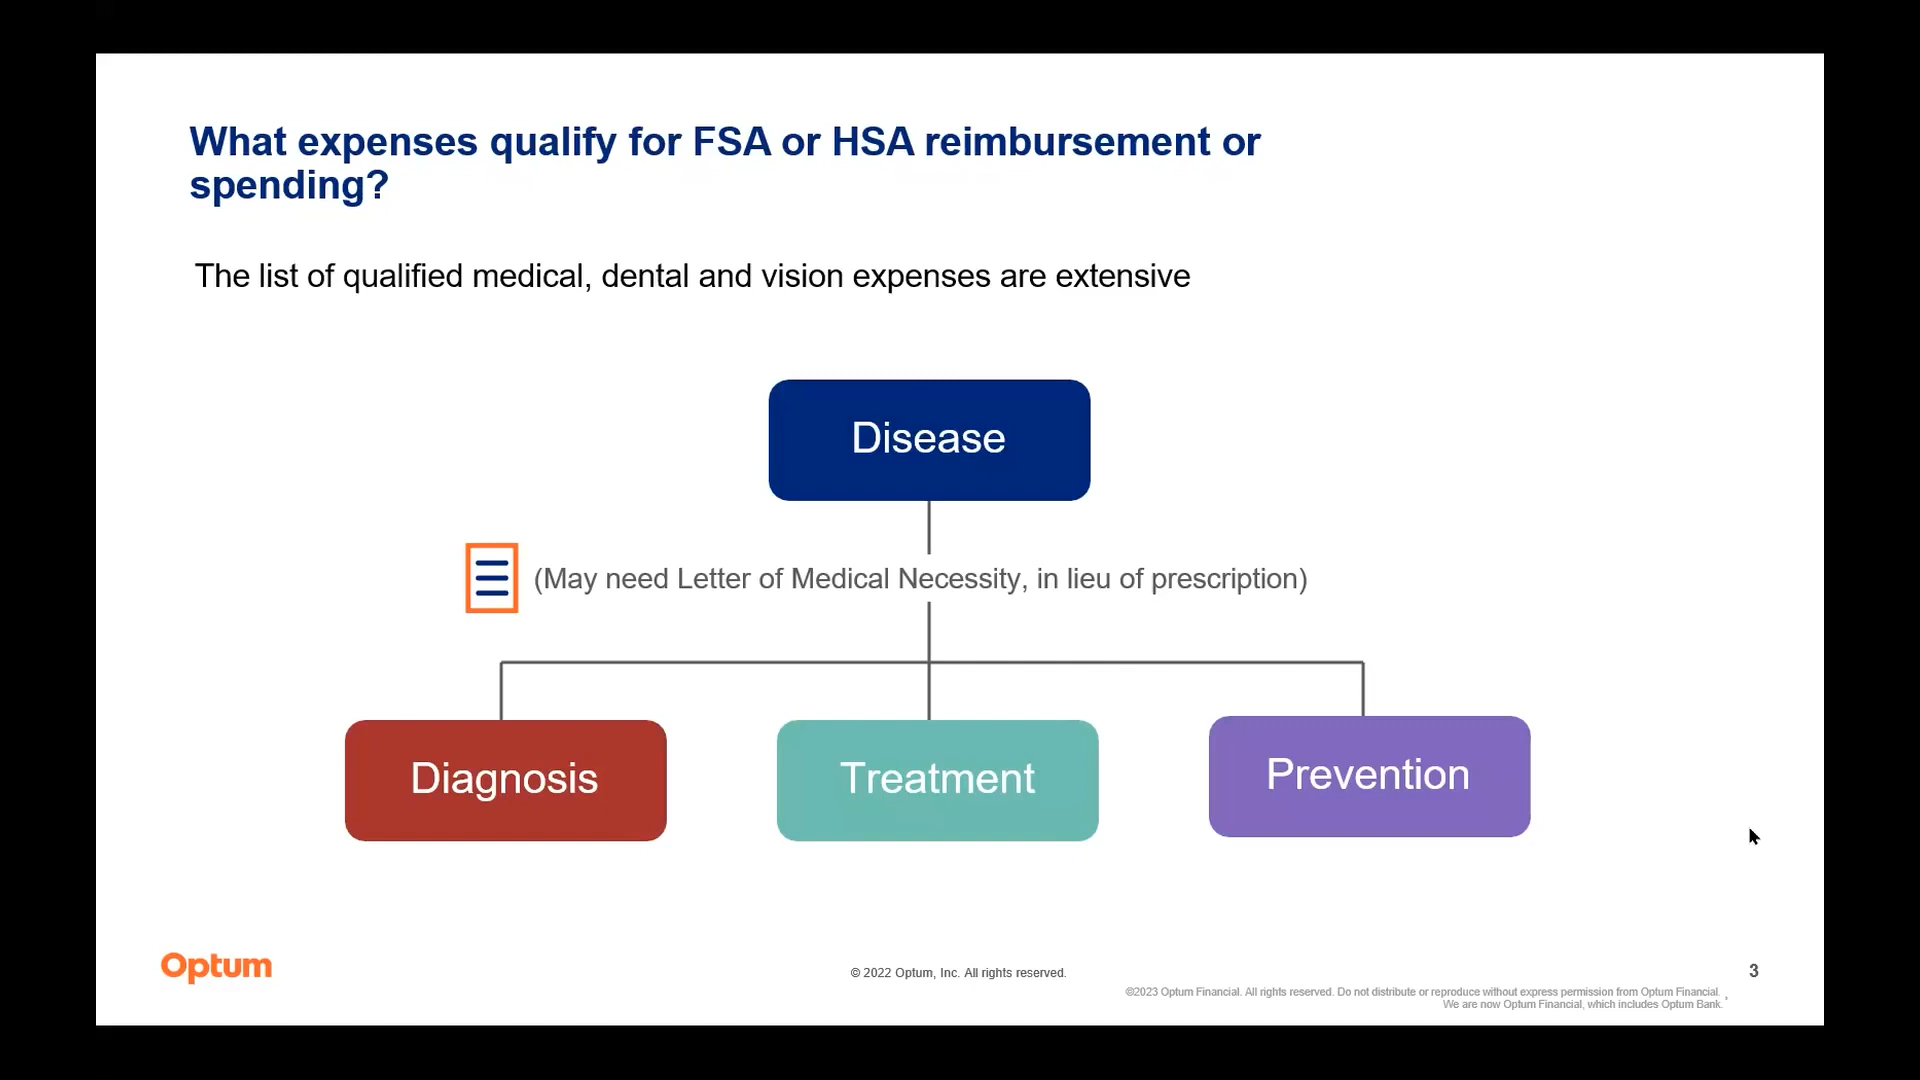 What expenses qualify for FSA or HSA reimbursement or
spending?
The list of qualified medical, dental and vision expenses are extensive
Disease
(May need Letter of Medical Necessity, in lieu of prescription)
Diagnosis
Treatment
Prevention
Optum
© 2022 Optum, Inc. All rights reserved.
3
©2023 Optum Financial. All rights reserved. Do not distribute or reproduce without express permission from Optum Financial.
We are now Optum Financial, which includes Optum Bank.